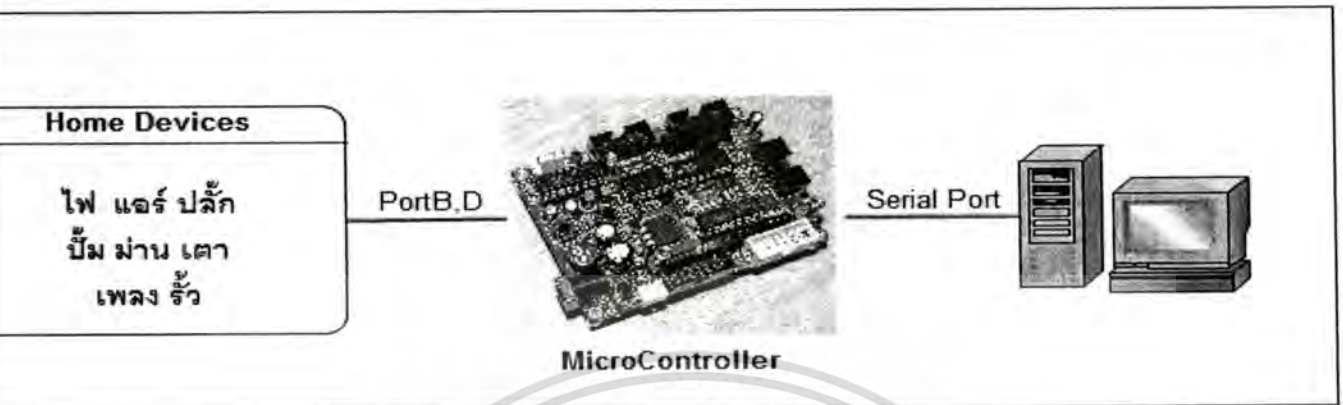 Home Devices
ไฟ แอร์ ปลั๊ก
ปั๊ม ม่าน เตา
เพลง รั้ว
PortB,D
MicroController
Serial Port